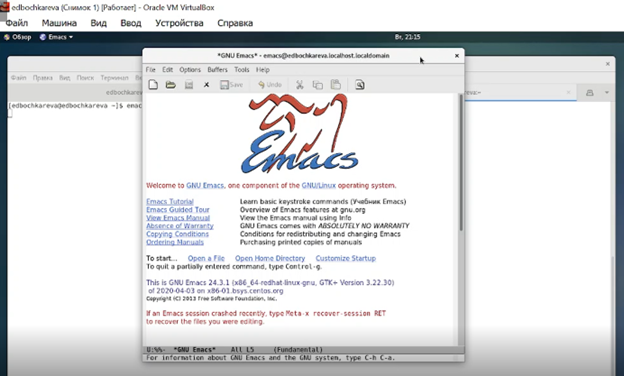 edbochkareva (Снимок 1) [Работает] - Oracle VM VirtualBox
Файл Машина Вид Ввод Устройства Справка
Обзор Emacs Вт, 21:15
*GNU Emacs* - emacs@edbochkareva.localhost.localdomain
Файл Правка Вид Поиск Терминал
File Edit Options Buffers Tools Help
Save Undo
[edbochkareva@edbochkareva ~]$ emac
Emacs
Welcome to GNU Emacs, one component of the GNU/Linux operating system.
Emacs Tutorial Learn basic keystroke commands (Учебник Emacs)
Emacs Guided Tour Overview of Emacs features at gnu.org
View Emacs Manual View the Emacs manual using Info
Absence of Warranty GNU Emacs comes with ABSOLUTELY NO WARRANTY
Copying Conditions Conditions for redistributing and changing Emacs
Ordering Manuals Purchasing printed copies of manuals
To start... Open a File Open Home Directory Customize Startup
To quit a partially entered command, type Control-g.
This is GNU Emacs 24.3.1 (x86_64-redhat-linux-gnu, GTK+ Version 3.22.30)
of 2020-04-03 on x86-01.bsys.centos.org
Copyright (C) 2013 Free Software Foundation, Inc.
If an Emacs session crashed recently, type Meta-x recover-session RET
to recover the files you were editing.
U:%%- *GNU Emacs* All L5 (Fundamental)
For information about GNU Emacs and the GNU system, type C-h C-a.